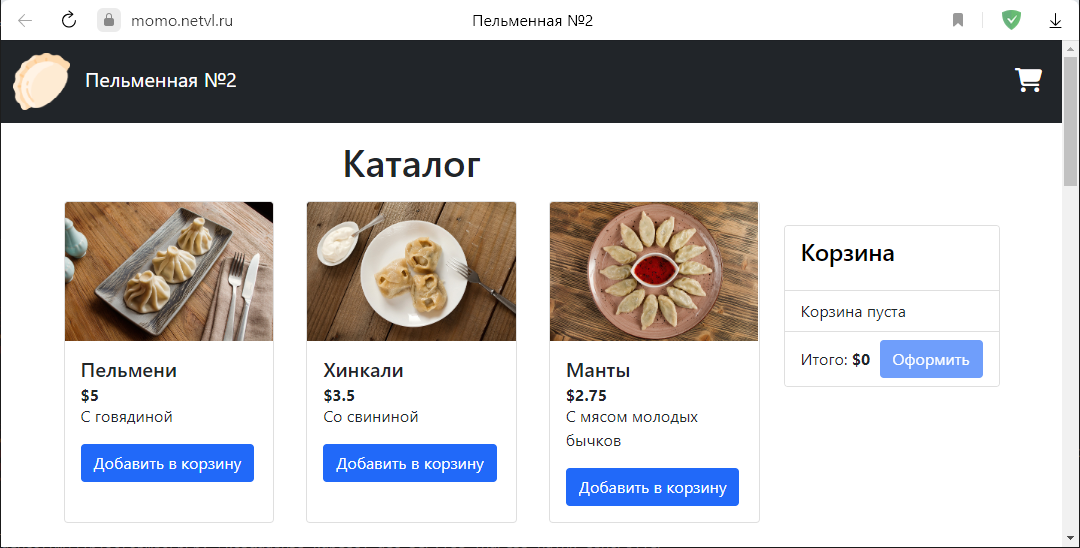 momo.netvl.ru
Пельменная №2
Пельменная №2
Каталог
Пельмени
$5
С говядиной
Добавить в корзину
Хинкали
$3.5
Со свининой
Добавить в корзину
Манты
$2.75
С мясом молодых
бычков
Добавить в корзину
Корзина
Корзина пуста
Итого: $0 Оформить